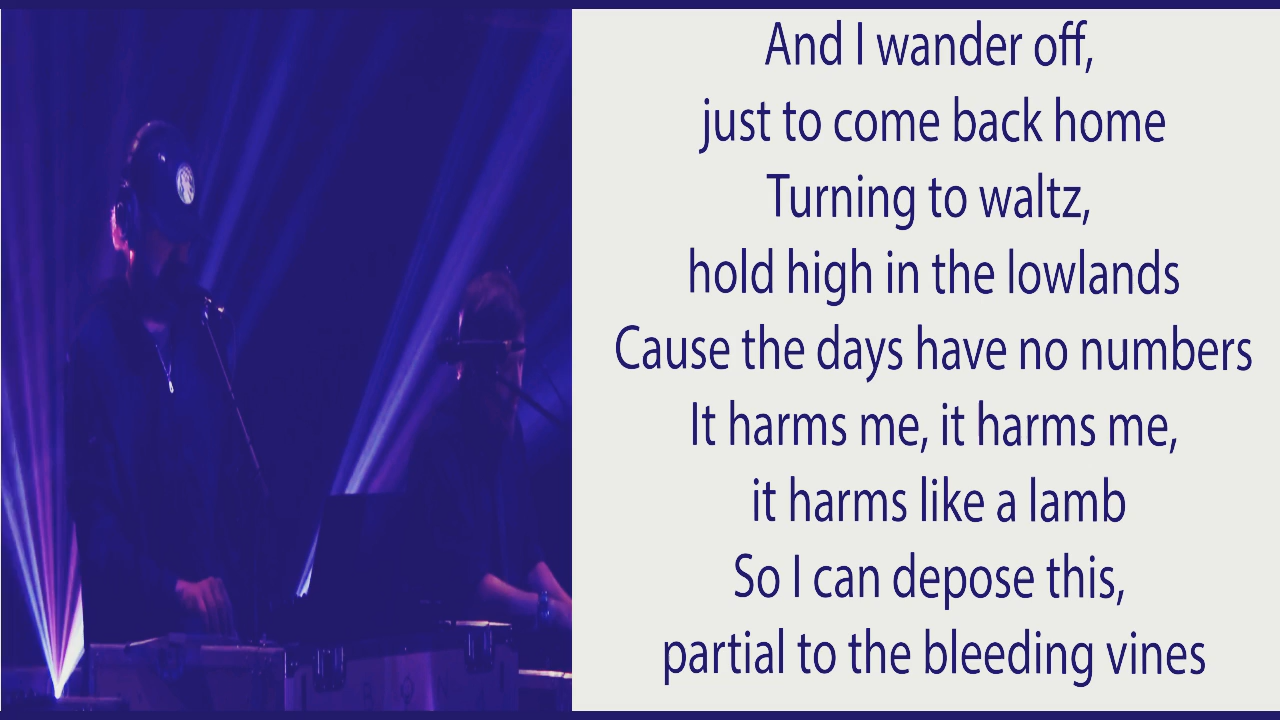 And I wander off,
just to come back home
Turning to waltz,
hold high in the lowlands
Cause the days have no numbers
It harms me, it harms me,
it harms like a lamb
So I can depose this,
partial to the bleeding vines